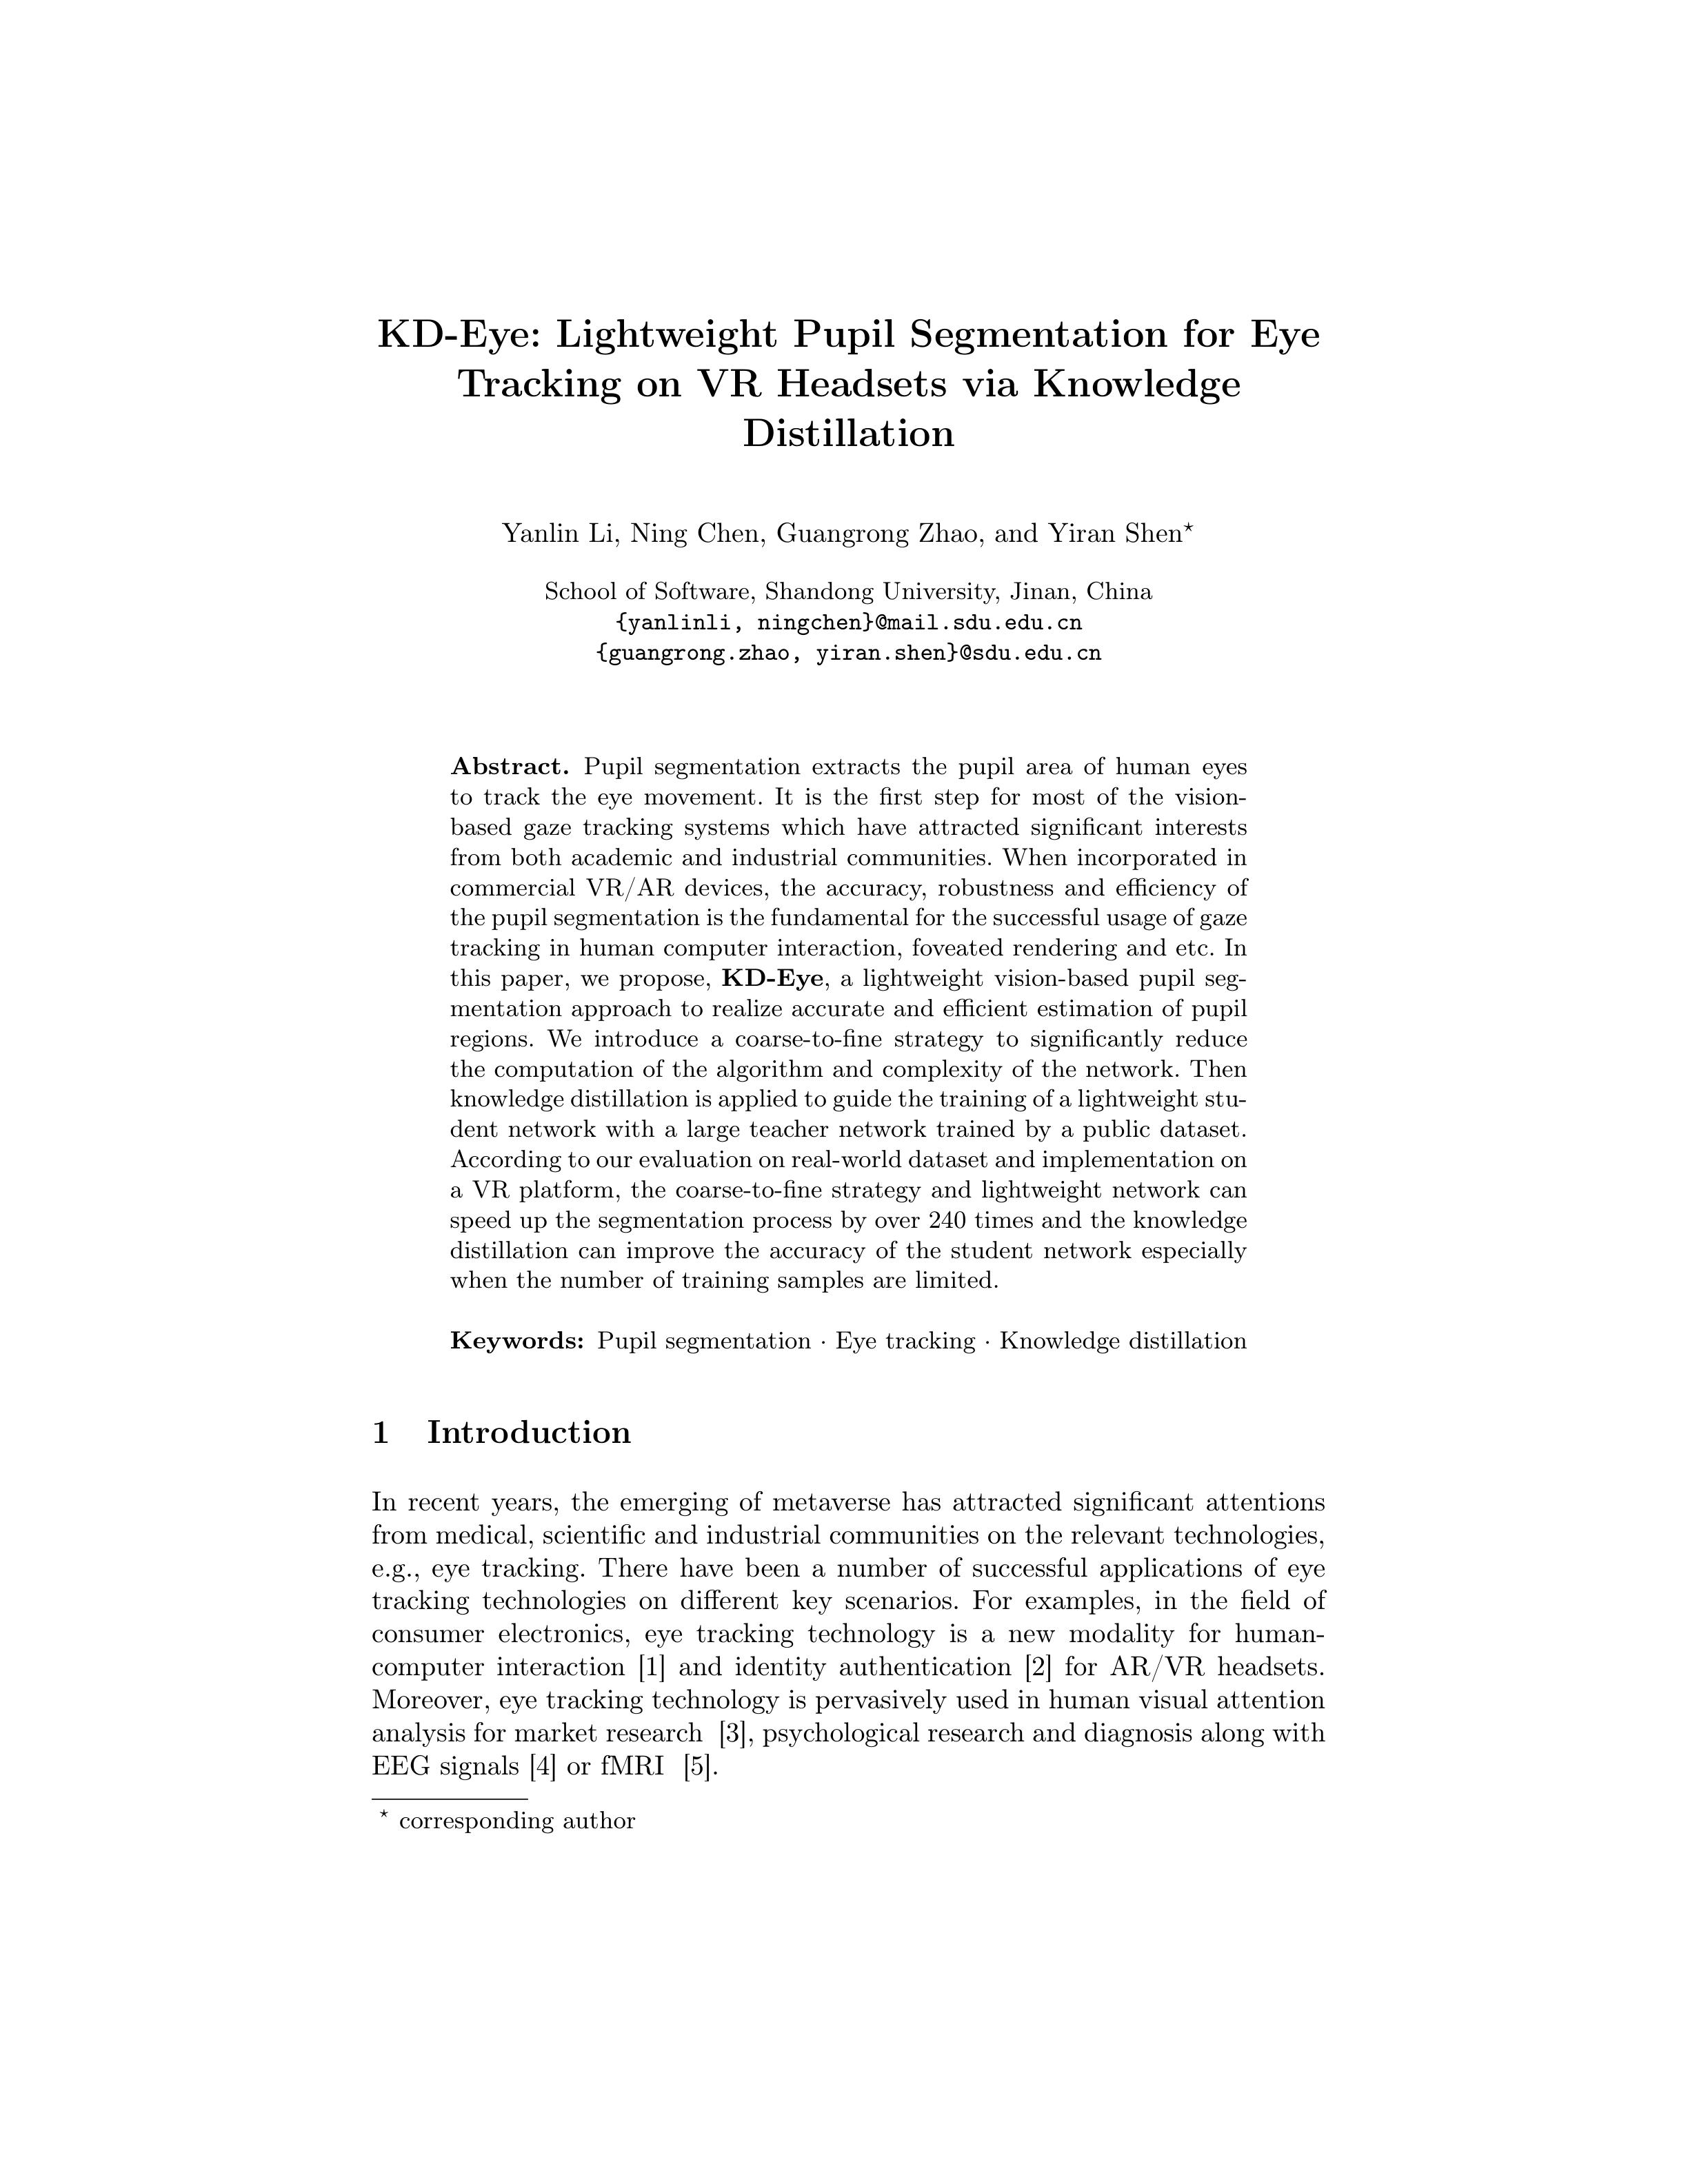 KD-Eye: Lightweight Pupil Segmentation for Eye
Tracking on VR Headsets via Knowledge
Distillation
Yanlin Li, Ning Chen, Guangrong Zhao, and Yiran Shen⋆
School of Software, Shandong University, Jinan, China
{yanlinli, ningchen}@mail.sdu.edu.cn
{guangrong.zhao, yiran.shen}@sdu.edu.cn
Abstract. Pupil segmentation extracts the pupil area of human eyes
to track the eye movement. It is the first step for most of the vision-
based gaze tracking systems which have attracted significant interests
from both academic and industrial communities. When incorporated in
commercial VR/AR devices, the accuracy, robustness and efficiency of
the pupil segmentation is the fundamental for the successful usage of gaze
tracking in human computer interaction, foveated rendering and etc. In
this paper, we propose, KD-Eye, a lightweight vision-based pupil seg-
mentation approach to realize accurate and efficient estimation of pupil
regions. We introduce a coarse-to-fine strategy to significantly reduce
the computation of the algorithm and complexity of the network. Then
knowledge distillation is applied to guide the training of a lightweight stu-
dent network with a large teacher network trained by a public dataset.
According to our evaluation on real-world dataset and implementation on
a VR platform, the coarse-to-fine strategy and lightweight network can
speed up the segmentation process by over 240 times and the knowledge
distillation can improve the accuracy of the student network especially
when the number of training samples are limited.
Keywords: Pupil segmentation · Eye tracking · Knowledge distillation
1 Introduction
In recent years, the emerging of metaverse has attracted significant attentions
from medical, scientific and industrial communities on the relevant technologies,
e.g., eye tracking. There have been a number of successful applications of eye
tracking technologies on different key scenarios. For examples, in the field of
consumer electronics, eye tracking technology is a new modality for human-
computer interaction [1] and identity authentication [2] for AR/VR headsets.
Moreover, eye tracking technology is pervasively used in human visual attention
analysis for market research [3], psychological research and diagnosis along with
EEG signals [4] or fMRI [5].
⋆ corresponding author